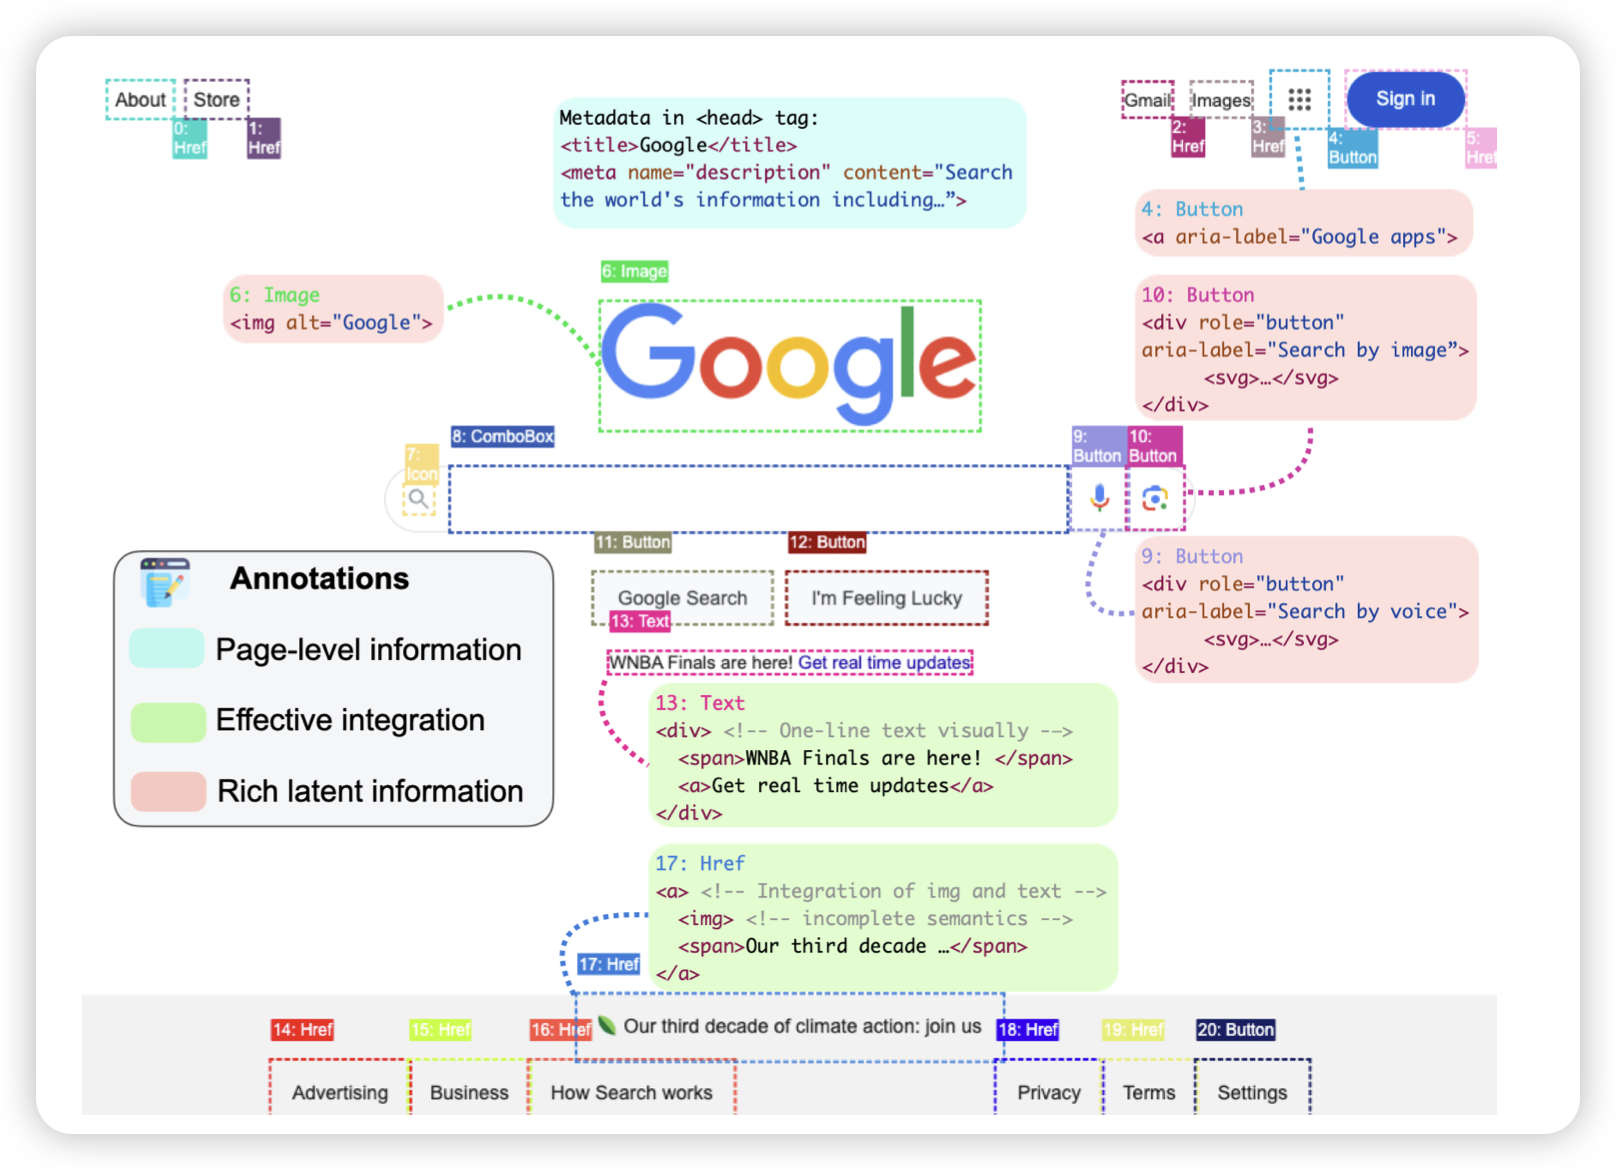 About
Store
0:
Href
1:
Href
Metadata in <head> tag:
<title>Google</title>
<meta name="description" content="Search
the world's information including…”>
Gmail
Images
Sign in
2:
Href
3:
Href
4:
Button
5:
Href
4: Button
<a aria-label="Google apps">
6: Image
<img alt="Google">
6: Image
Google
10: Button
<div role="button"
aria-label="Search by image”>
<svg>…</svg>
</div>
7:
Icon
8: ComboBox
9:
Button
10:
Button
11: Button
12: Button
Google Search
I'm Feeling Lucky
9: Button
<div role="button"
aria-label="Search by voice">
<svg>…</svg>
</div>
Annotations
Page-level information
Effective integration
Rich latent information
13: Text
WNBA Finals are here! Get real time updates
13: Text
<div> <!-- One-line text visually -->
<span>WNBA Finals are here! </span>
<a>Get real time updates</a>
</div>
17: Href
<a> <!-- Integration of img and text -->
<img> <!-- incomplete semantics -->
<span>Our third decade …</span>
</a>
17: Href
14: Href
15: Href
16: Href
Our third decade of climate action: join us
18: Href
19: Href
20: Button
Advertising
Business
How Search works
Privacy
Terms
Settings